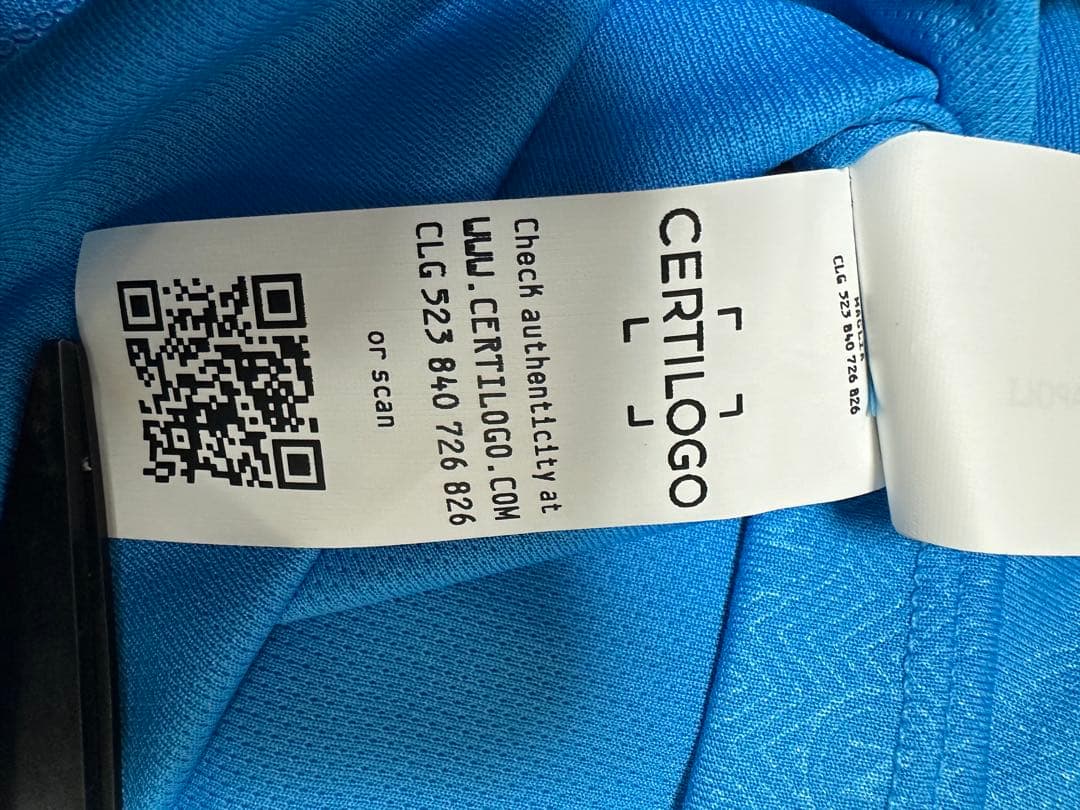 CLG 523 840 726 826
CERTILOGO
Check authenticity at
WWW.CERTILOGO.COM
CLG 523 840 726 826
or scan